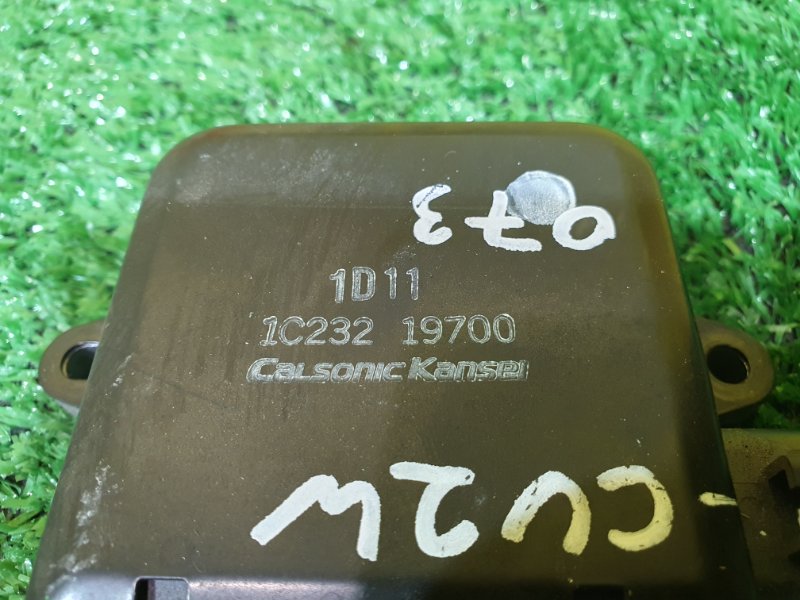 073
1D11
1C232 19700
CALSONIC KANSEI
CU2W